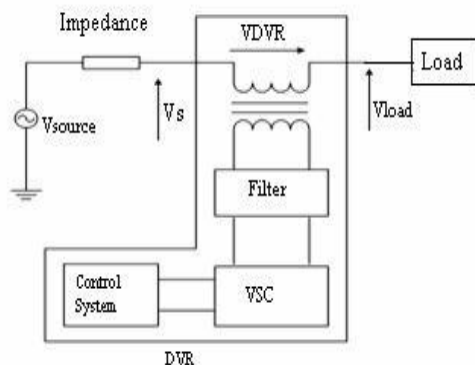 Impedance
VDVR
Load
Vsource
Vs
Vload
Filter
Control
System
VSC
DVR